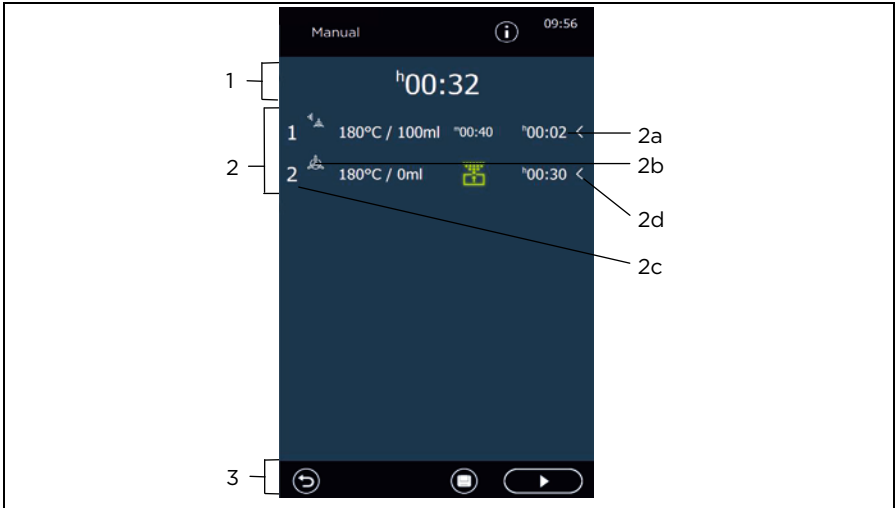 Manual 09:56
1 h00:32
1 180°C / 100ml m00:40 h00:02 2a
2 2b
2 180°C / 0ml h00:30 2d
2c
3